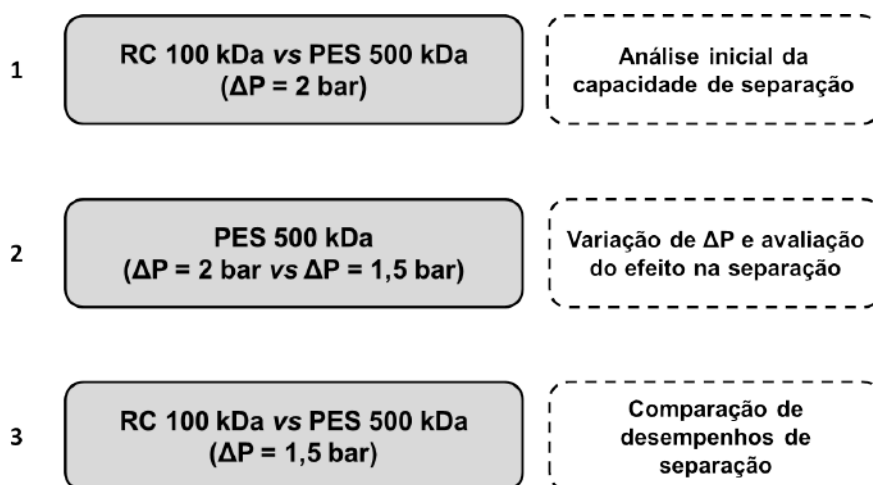 1
RC 100 kDa vs PES 500 kDa
(ΔP = 2 bar)
Análise inicial da
capacidade de separação
2
PES 500 kDa
(ΔP = 2 bar vs ΔP = 1,5 bar)
Variação de ΔP e avaliação
do efeito na separação
3
RC 100 kDa vs PES 500 kDa
(ΔP = 1,5 bar)
Comparação de
desempenhos de
separação